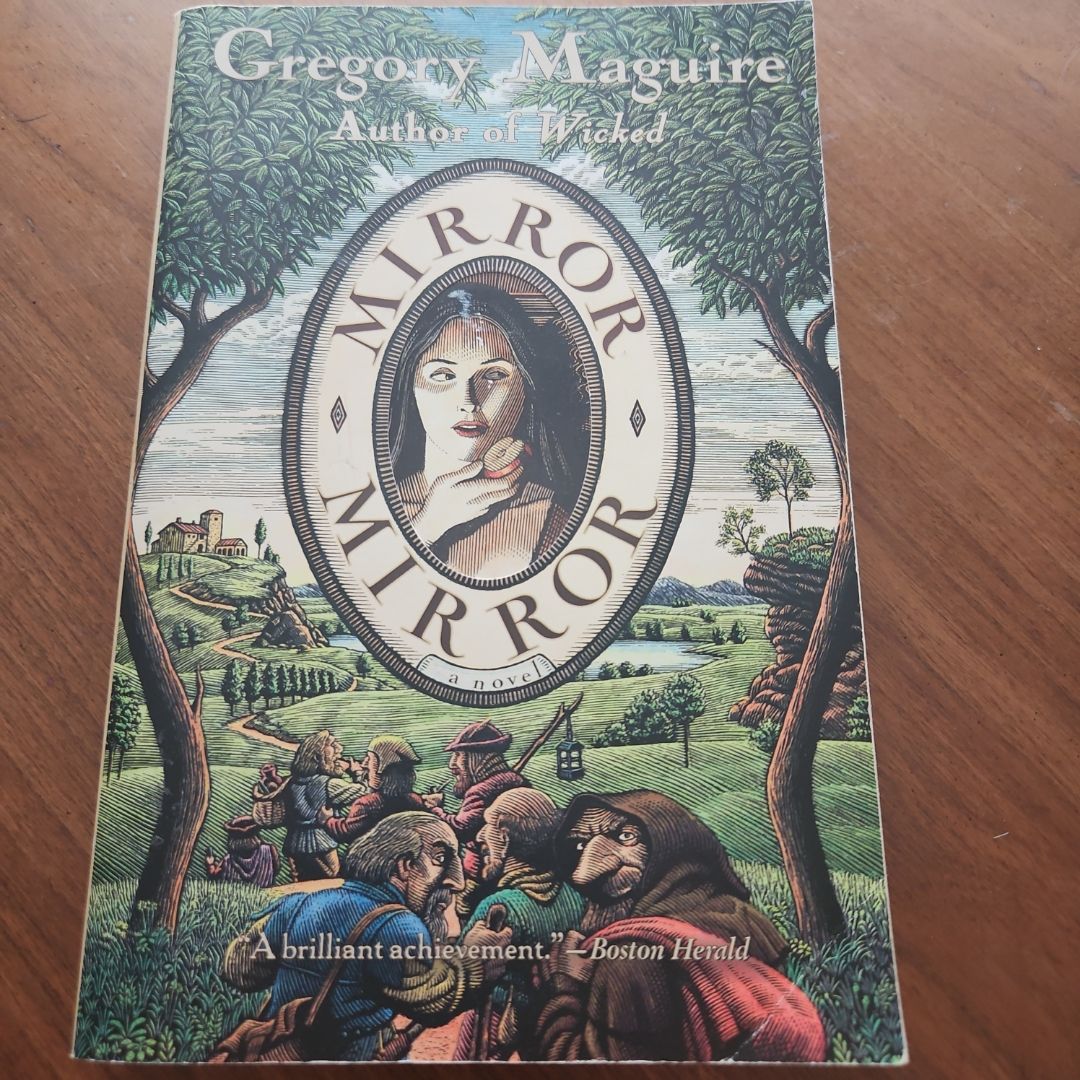 Gregory Maguire
Author of Wicked
MIRROR
MIRROR
a novel
“A brilliant achievement.”—Boston Herald